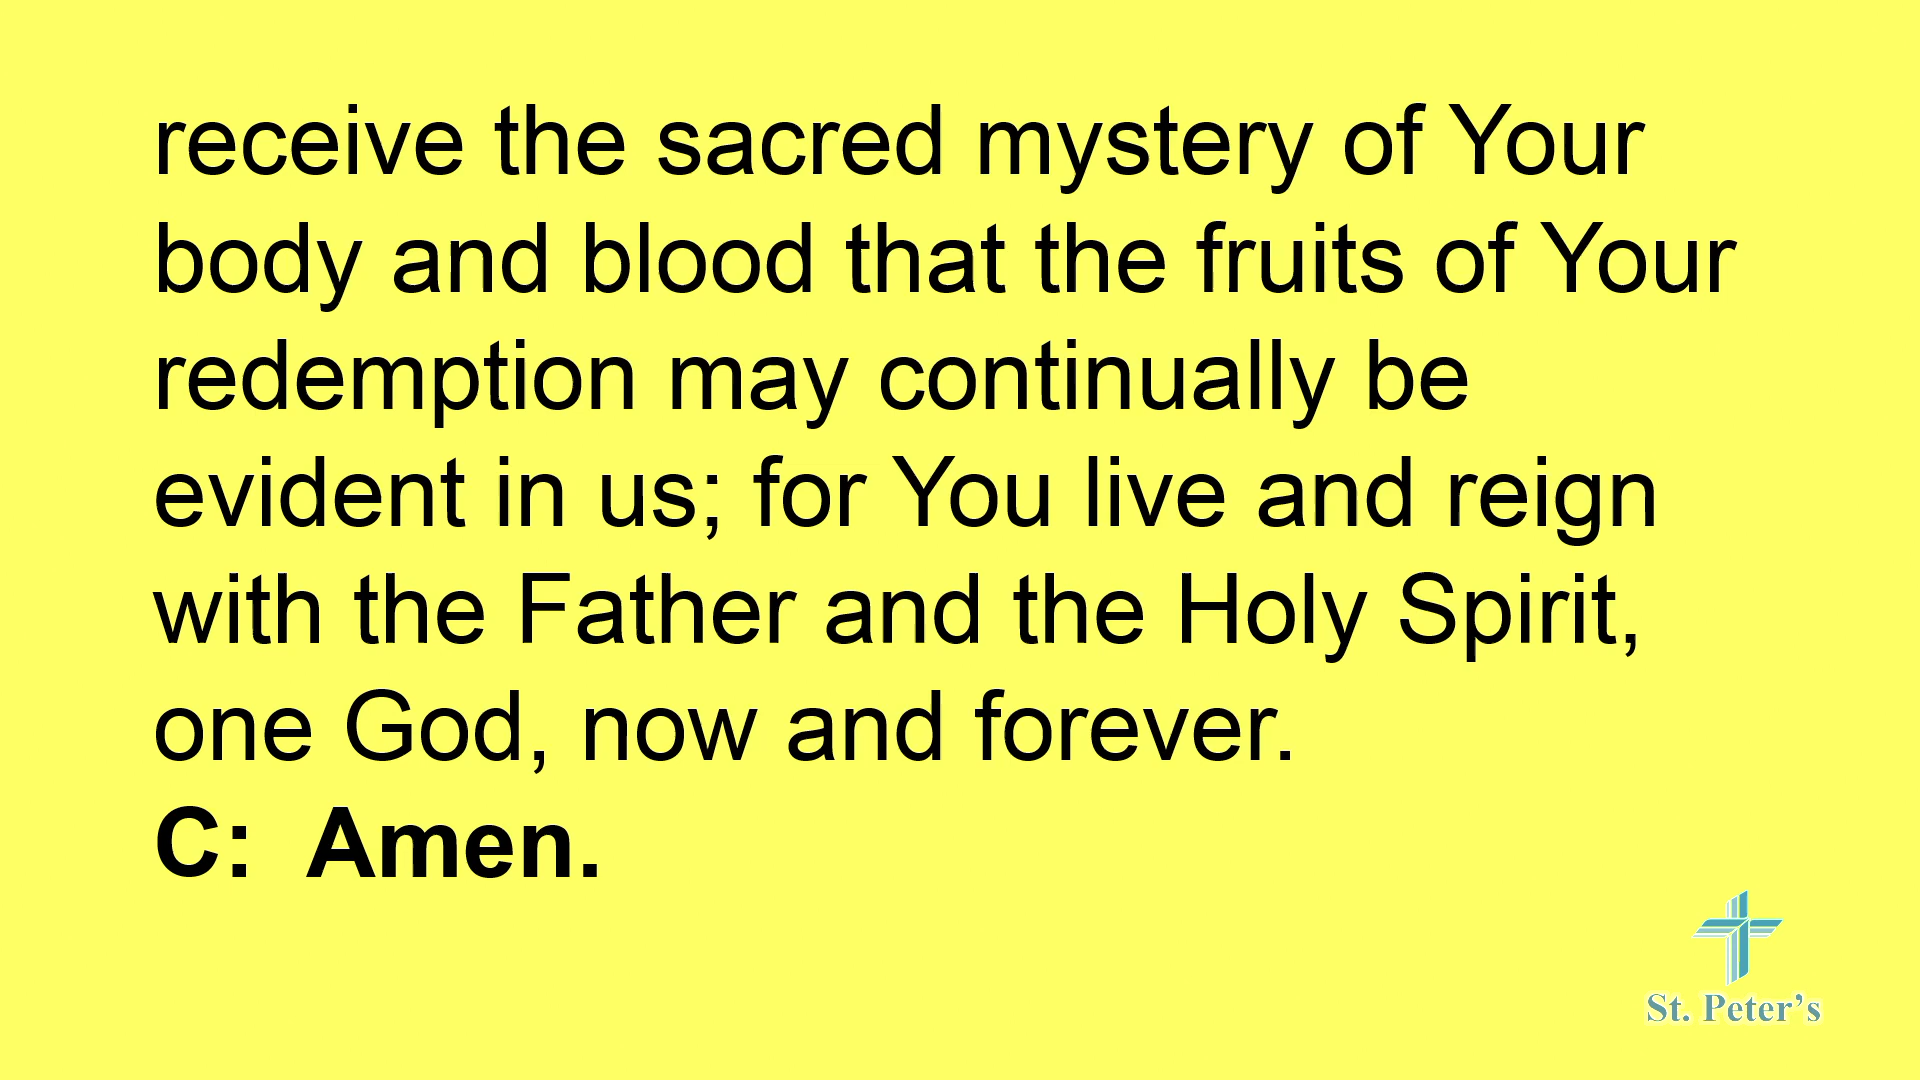 receive the sacred mystery of Your
body and blood that the fruits of Your
redemption may continually be
evident in us; for You live and reign
with the Father and the Holy Spirit,
one God, now and forever.
C:  Amen.
St. Peter’s